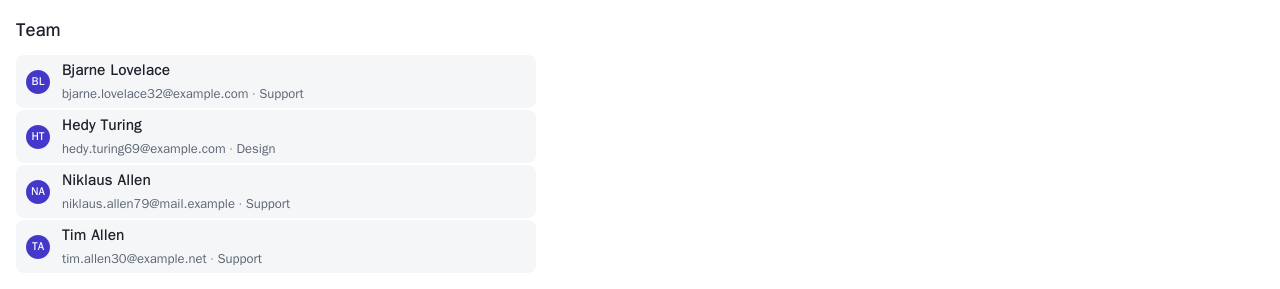 Team
BL
Bjarne Lovelace
bjarne.lovelace32@example.com · Support
HT
Hedy Turing
hedy.turing69@example.com · Design
NA
Niklaus Allen
niklaus.allen79@mail.example · Support
TA
Tim Allen
tim.allen30@example.net · Support